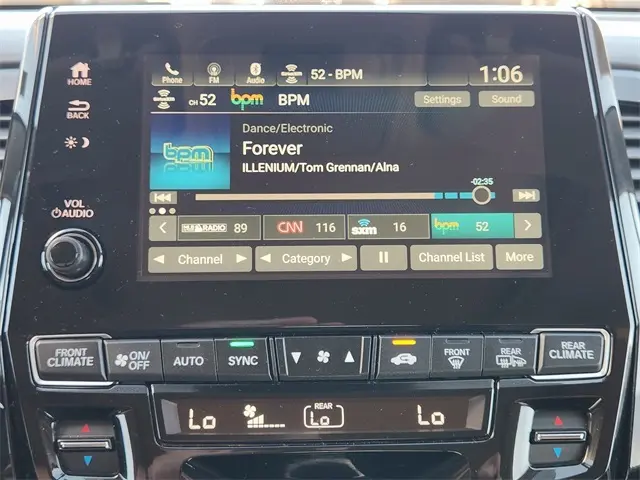 HOME
BACK
VOL
AUDIO
Phone FM Audio 52 - BPM 1:06
CH 52 bpm BPM Settings Sound
bpm
Dance/Electronic
Forever
ILLENIUM/Tom Grennan/Alna
-02:35
RADIO 89 CNN 116 sxm 16 bpm 52
Channel Category Channel List More
FRONT CLIMATE ON/OFF AUTO SYNC FRONT REAR REAR CLIMATE
Lo REAR Lo Lo